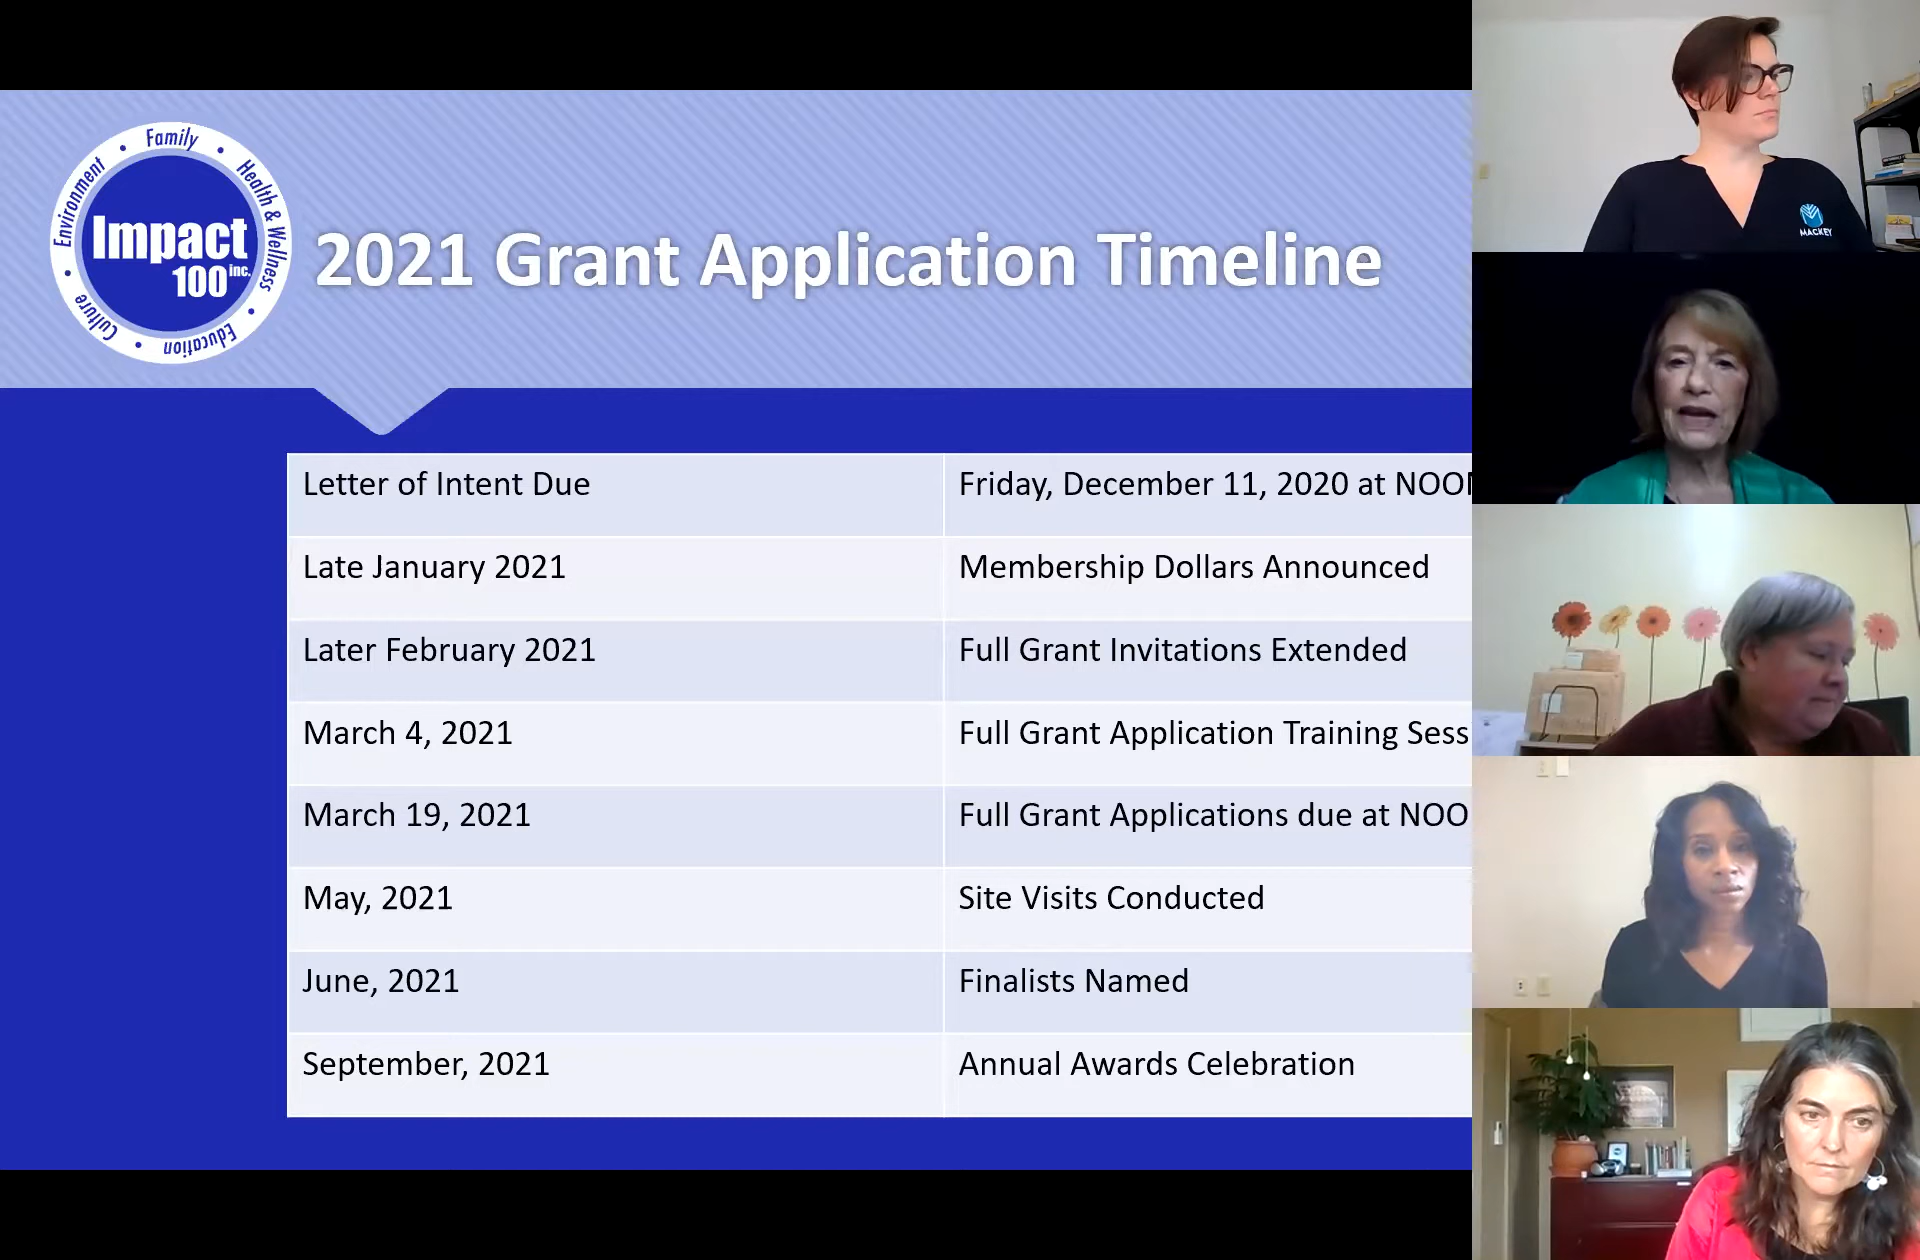 Family
Health & Wellness
Education
Culture
Environment
Impact
100 inc.
2021 Grant Application Timeline
Letter of Intent Due Friday, December 11, 2020 at
Late January 2021 Membership Dollars Announced
Later February 2021 Full Grant Invitations Extended
March 4, 2021 Full Grant Application Training Sess
March 19, 2021 Full Grant Applications due at NOO
May, 2021 Site Visits Conducted
June, 2021 Finalists Named
September, 2021 Annual Awards Celebration
MACKEY